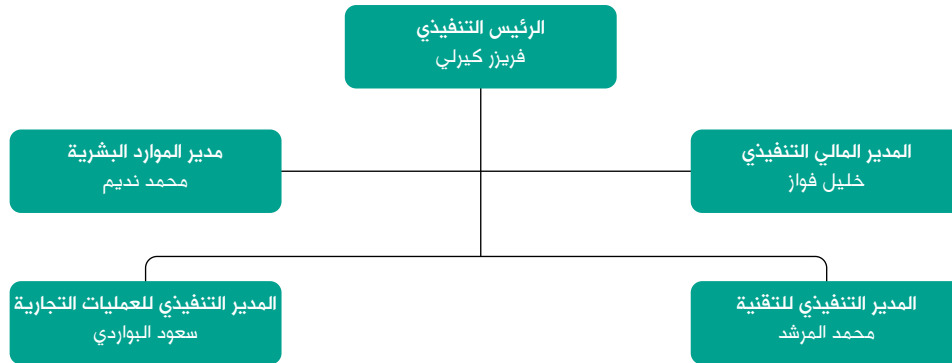 الرئيس التنفيذي
فريزر كيرلي
المدير المالي التنفيذي
خليل فواز
مدير الموارد البشرية
محمد نديم
المدير التنفيذي للتقنية
محمد المرشد
المدير التنفيذي للعمليات التجارية
سعود البواردي